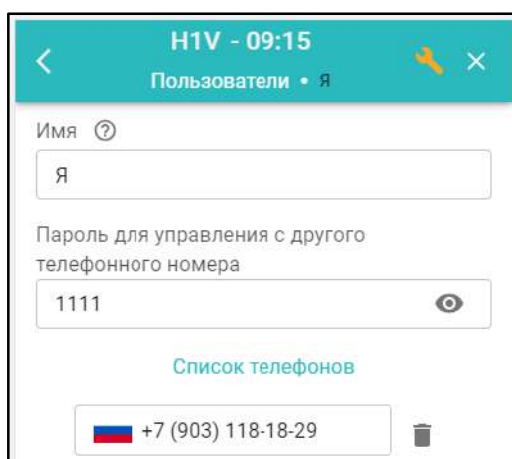 H1V - 09:15
Пользователи • Я
Имя
Я
Пароль для управления с другого
телефонного номера
1111
Список телефонов
+7 (903) 118-18-29